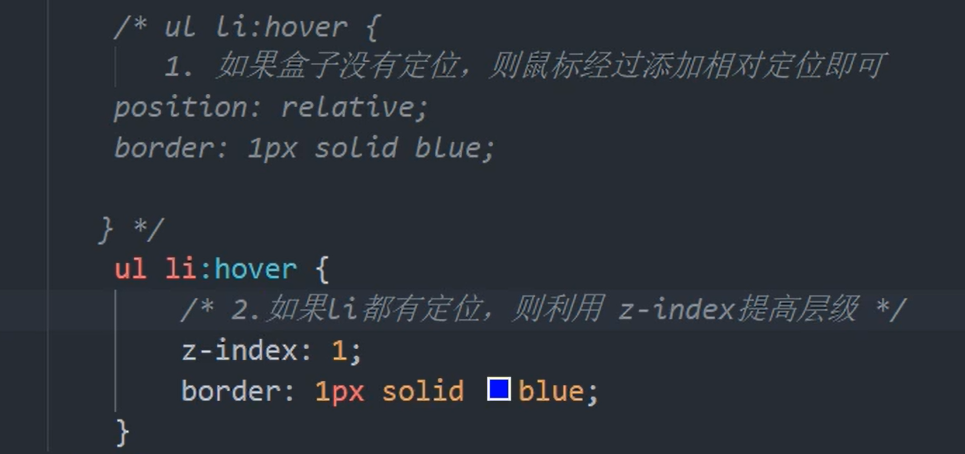 /* ul li:hover {
1. 如果盒子没有定位，则鼠标经过添加相对定位即可
position: relative;
border: 1px solid blue;
} */
ul li:hover {
/* 2.如果li都有定位，则利用 z-index提高层级 */
z-index: 1;
border: 1px solid blue;
}